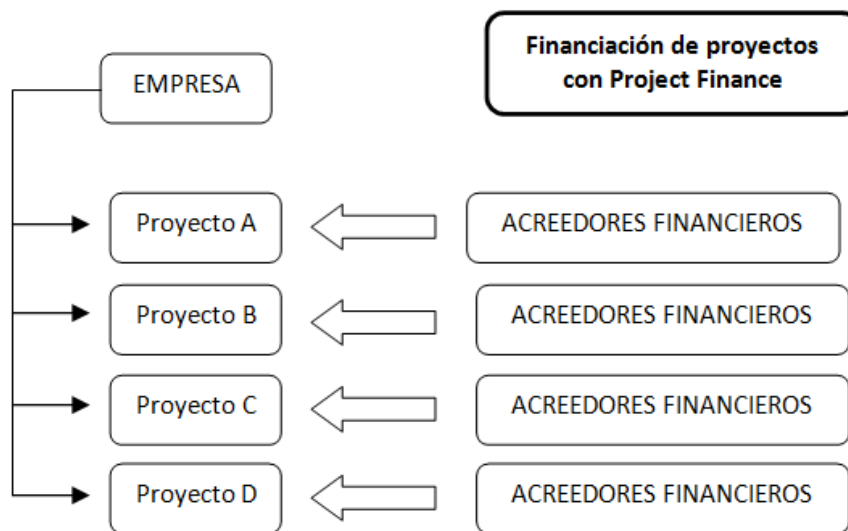 Financiación de proyectos
con Project Finance
EMPRESA
Proyecto A
ACREEDORES FINANCIEROS
Proyecto B
ACREEDORES FINANCIEROS
Proyecto C
ACREEDORES FINANCIEROS
Proyecto D
ACREEDORES FINANCIEROS